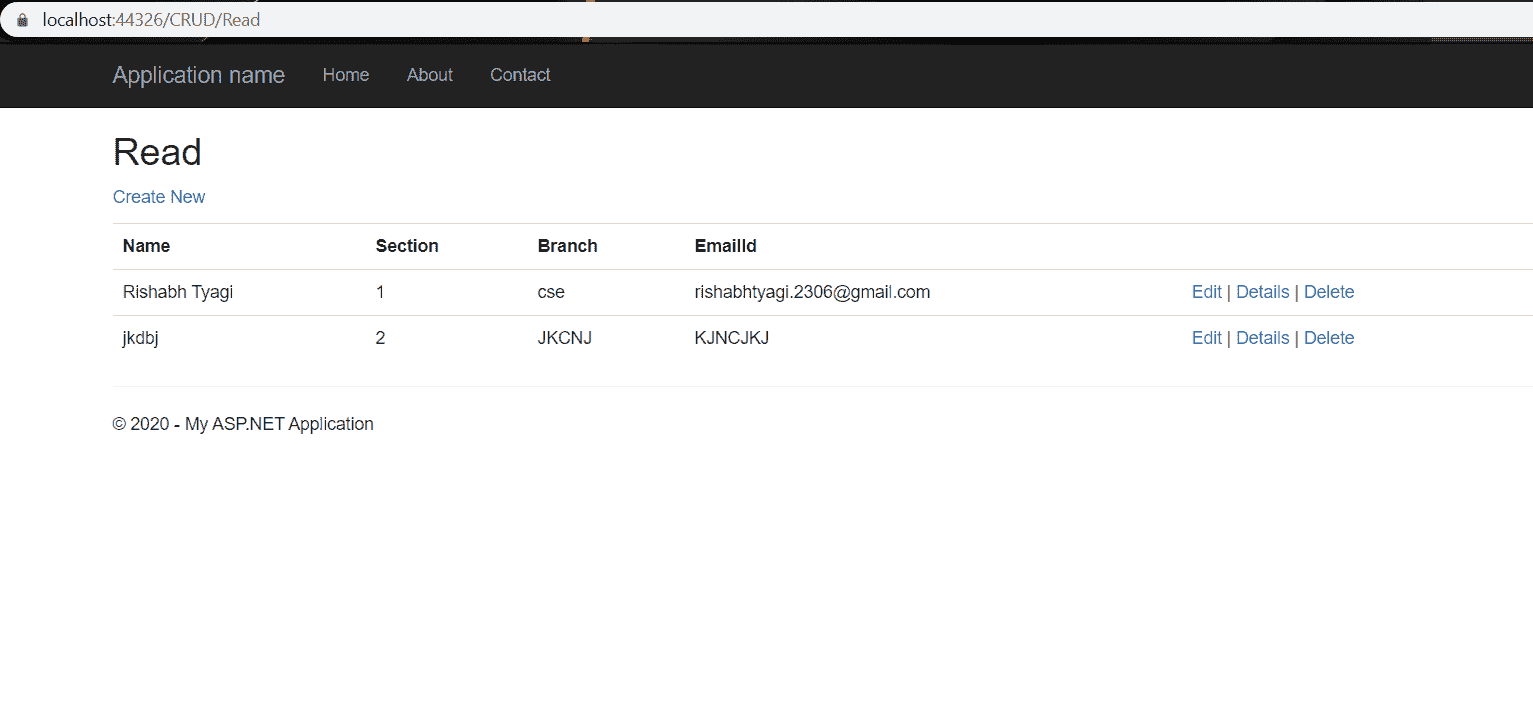 localhost:44326/CRUD/Read
Application name Home About Contact
Read
Create New
Name Section Branch EmailId
Rishabh Tyagi 1 cse rishabhtyagi.2306@gmail.com Edit | Details | Delete
jkdbj 2 JKCNJ KJNCJKJ Edit | Details | Delete
© 2020 - My ASP.NET Application